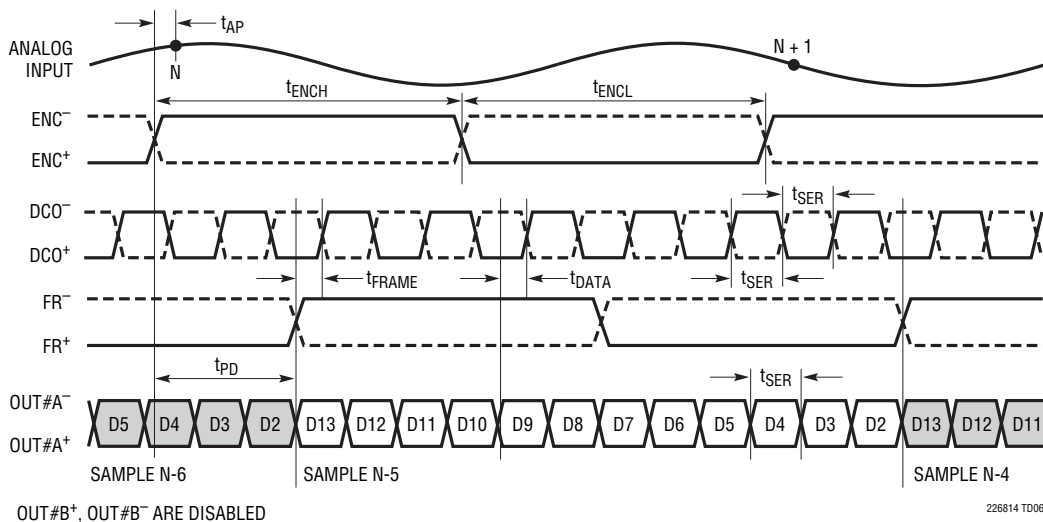 tAP
ANALOG
INPUT
N
N + 1
tENCH
tENCL
ENC–
ENC+
DCO–
DCO+
tSER
tFRAME
tDATA
tSER
FR–
FR+
tPD
tSER
OUT#A–
OUT#A+
D5 D4 D3 D2 D13 D12 D11 D10 D9 D8 D7 D6 D5 D4 D3 D2 D13 D12 D11
SAMPLE N-6
SAMPLE N-5
SAMPLE N-4
OUT#B+, OUT#B– ARE DISABLED
226814 TD06